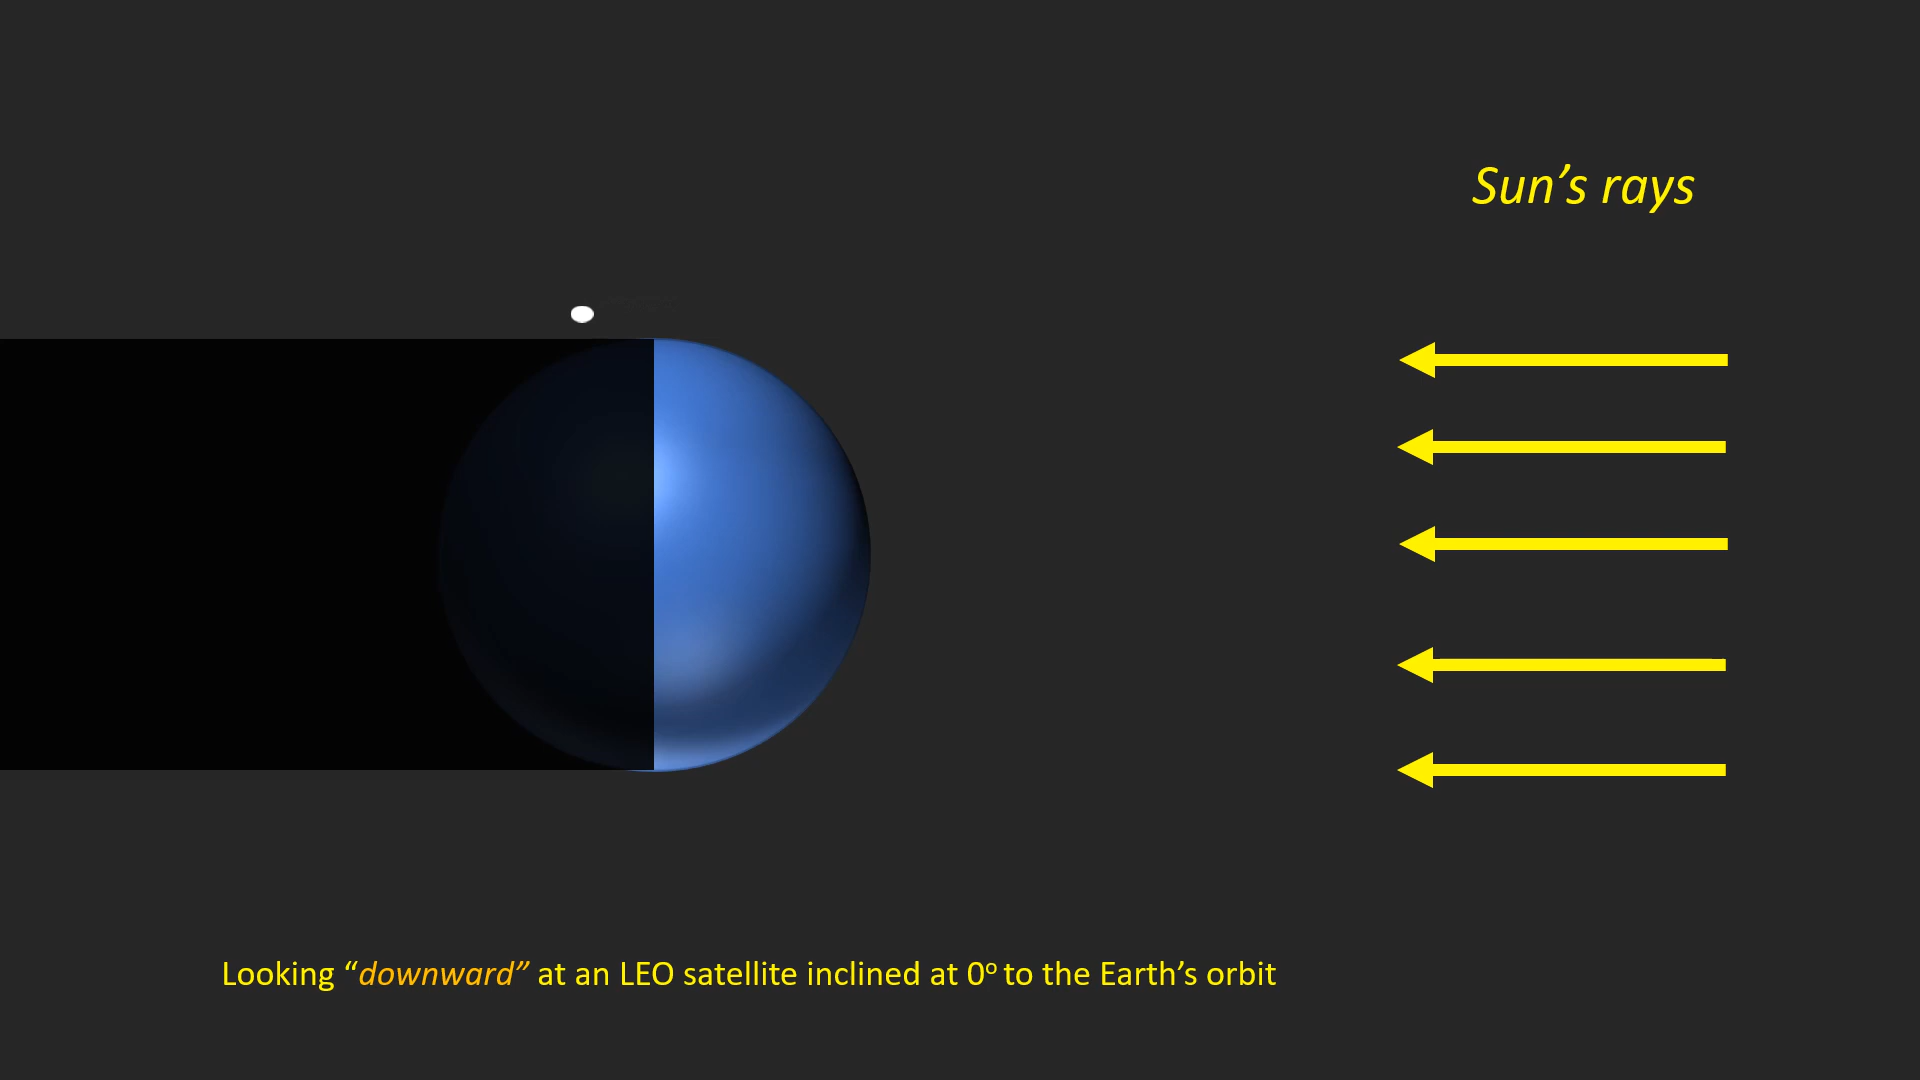 Sun’s rays
Looking “downward” at an LEO satellite inclined at 0º to the Earth’s orbit